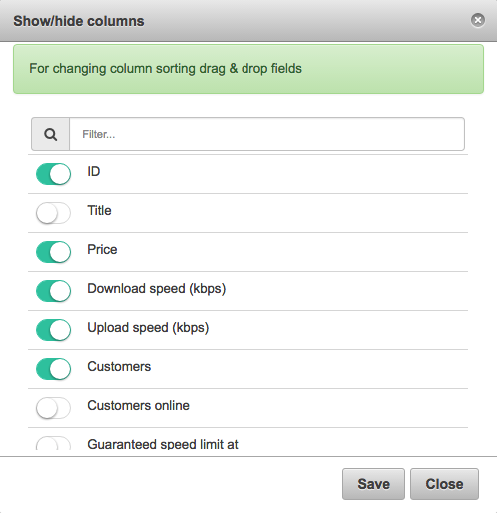 Show/hide columns
For changing column sorting drag & drop fields
Filter...
ID
Title
Price
Download speed (kbps)
Upload speed (kbps)
Customers
Customers online
Guaranteed speed limit at
Save Close